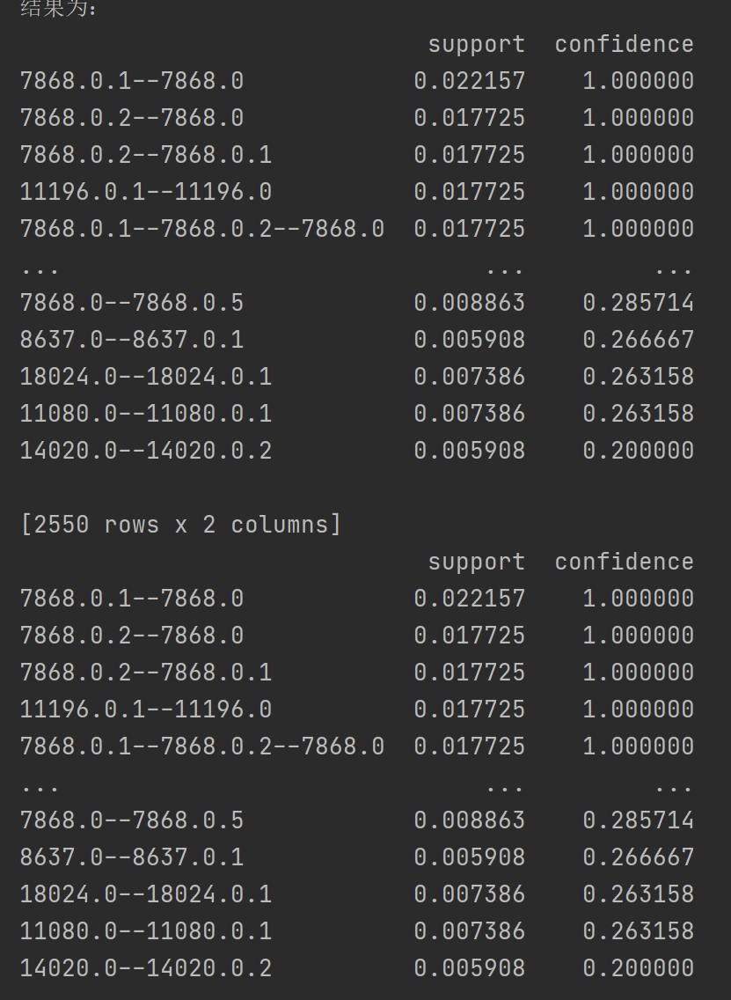 结果为：
support confidence
7868.0.1--7868.0 0.022157 1.000000
7868.0.2--7868.0 0.017725 1.000000
7868.0.2--7868.0.1 0.017725 1.000000
11196.0.1--11196.0 0.017725 1.000000
7868.0.1--7868.0.2--7868.0 0.017725 1.000000
... ... ...
7868.0--7868.0.5 0.008863 0.285714
8637.0--8637.0.1 0.005908 0.266667
18024.0--18024.0.1 0.007386 0.263158
11080.0--11080.0.1 0.007386 0.263158
14020.0--14020.0.2 0.005908 0.200000
[2550 rows x 2 columns]
support confidence
7868.0.1--7868.0 0.022157 1.000000
7868.0.2--7868.0 0.017725 1.000000
7868.0.2--7868.0.1 0.017725 1.000000
11196.0.1--11196.0 0.017725 1.000000
7868.0.1--7868.0.2--7868.0 0.017725 1.000000
... ... ...
7868.0--7868.0.5 0.008863 0.285714
8637.0--8637.0.1 0.005908 0.266667
18024.0--18024.0.1 0.007386 0.263158
11080.0--11080.0.1 0.007386 0.263158
14020.0--14020.0.2 0.005908 0.200000